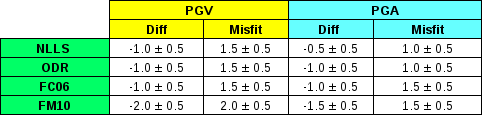 PGV PGA
Diff Misfit Diff Misfit
NLLS -1.0 ± 0.5 1.5 ± 0.5 -0.5 ± 0.5 1.0 ± 0.5
ODR -1.0 ± 0.5 1.5 ± 0.5 -1.0 ± 0.5 1.0 ± 0.5
FC06 -1.0 ± 0.5 1.5 ± 0.5 -1.0 ± 0.5 1.5 ± 0.5
FM10 -2.0 ± 0.5 2.0 ± 0.5 -1.5 ± 0.5 1.5 ± 0.5